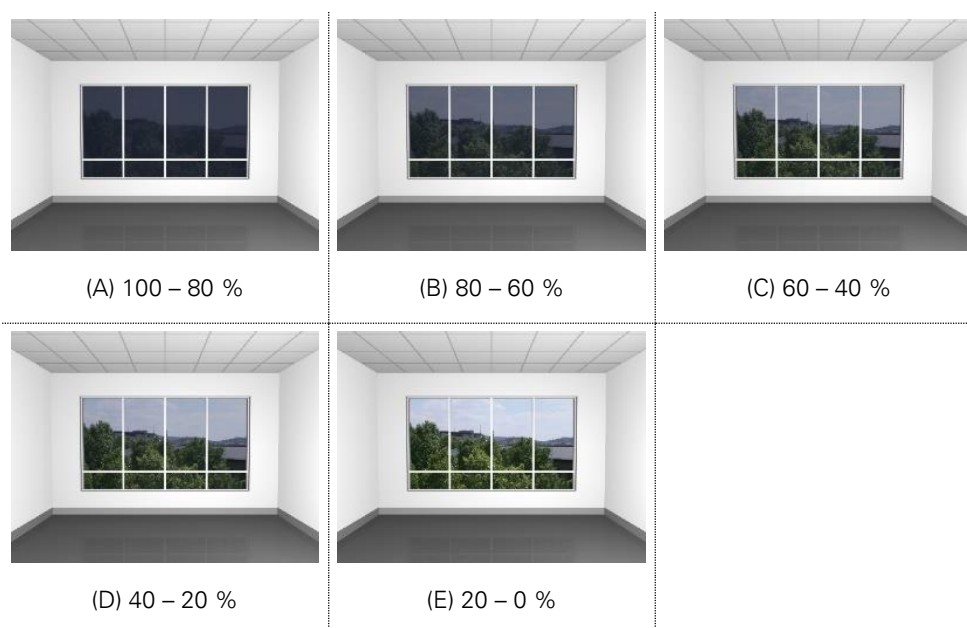 (A) 100 – 80 %
(B) 80 – 60 %
(C) 60 – 40 %
(D) 40 – 20 %
(E) 20 – 0 %